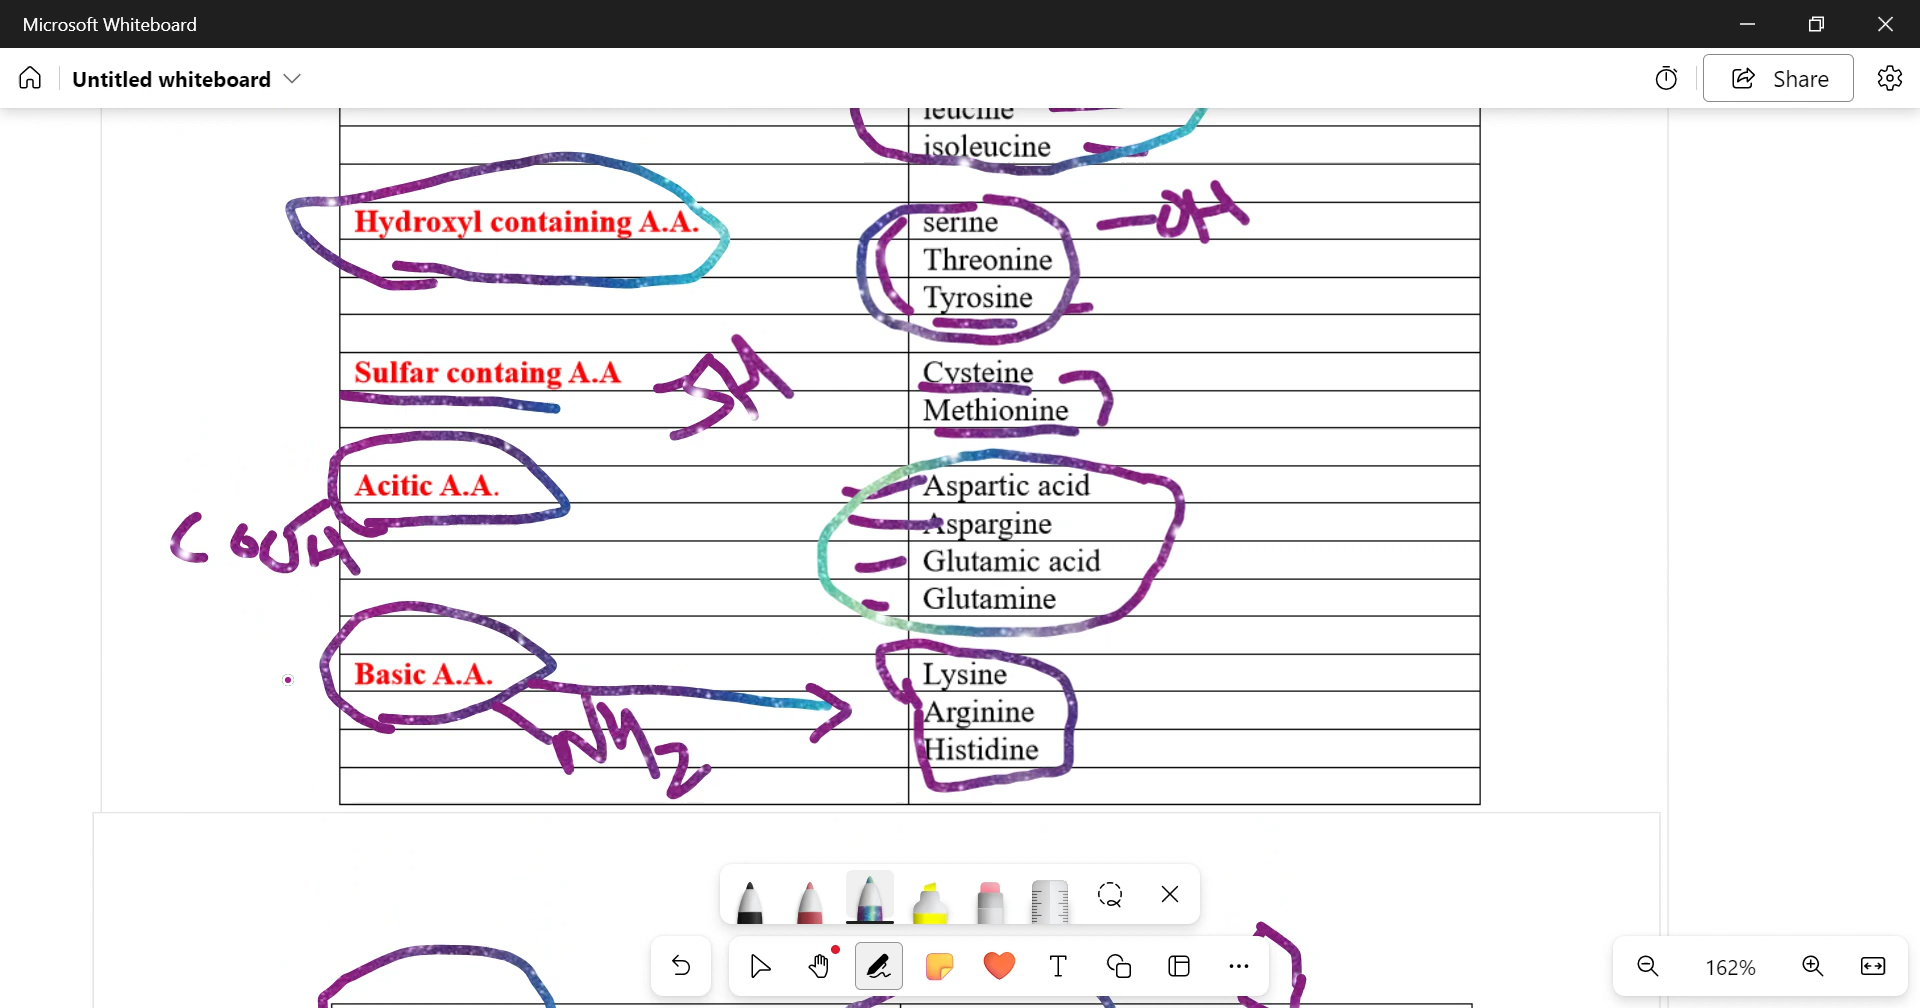 Microsoft Whiteboard
Untitled whiteboard
Share
leucine
isoleucine
Hydroxyl containing A.A.
serine
-OH
Threonine
Tyrosine
Sulfar containg A.A
SH
Cysteine
Methionine
Acitic A.A.
COOH
Aspartic acid
Aspargine
Glutamic acid
Glutamine
Basic A.A.
NH2
Lysine
Arginine
Histidine
T
162%